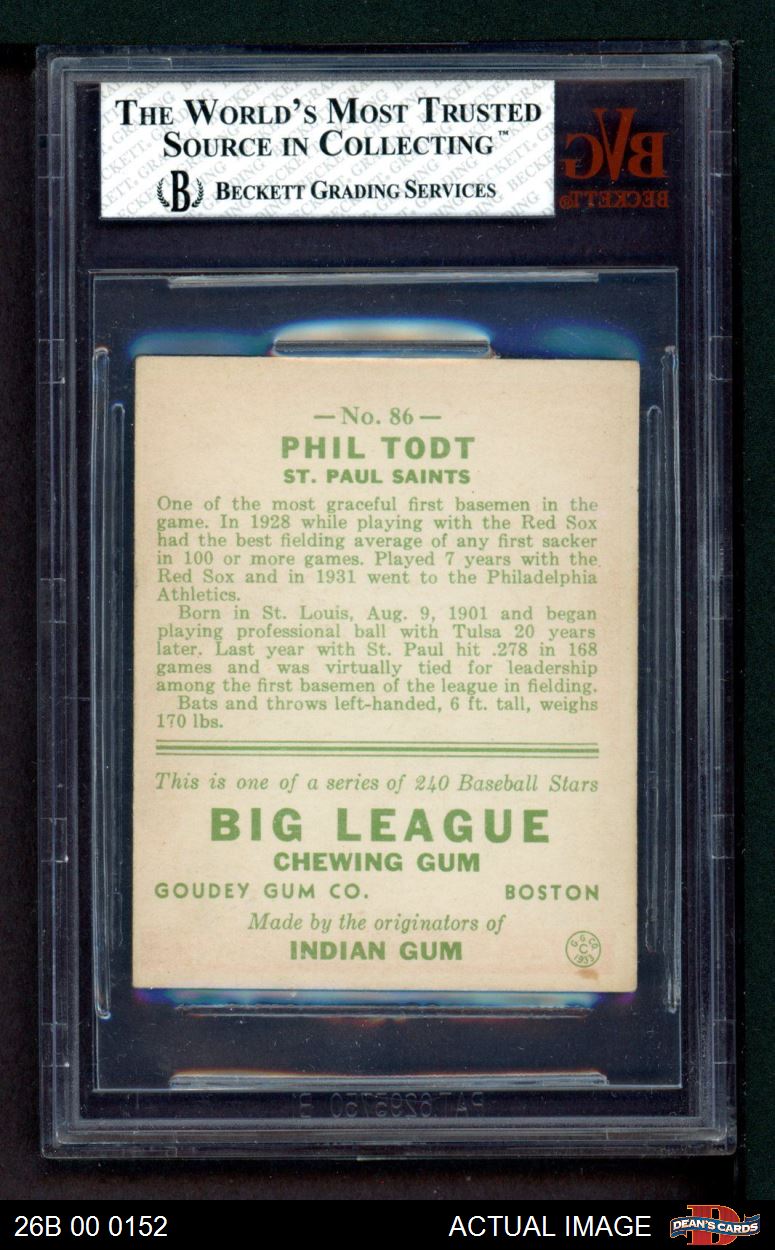 THE WORLD'S MOST TRUSTED
SOURCE IN COLLECTING™
B BECKETT GRADING SERVICES
BVG
BECKETT®
—No. 86—
PHIL TODT
ST. PAUL SAINTS
One of the most graceful first basemen in the
game. In 1928 while playing with the Red Sox
had the best fielding average of any first sacker
in 100 or more games. Played 7 years with the
Red Sox and in 1931 went to the Philadelphia
Athletics.
Born in St. Louis, Aug. 9, 1901 and began
playing professional ball with Tulsa 20 years
later. Last year with St. Paul hit .278 in 168
games and was virtually tied for leadership
among the first basemen of the league in fielding.
Bats and throws left-handed, 6 ft. tall, weighs
170 lbs.
This is one of a series of 240 Baseball Stars
BIG LEAGUE
CHEWING GUM
GOUDEY GUM CO. BOSTON
Made by the originators of
INDIAN GUM
G.G.CO.
C
1933
26B 00 0152 ACTUAL IMAGE
DEAN'S CARDS